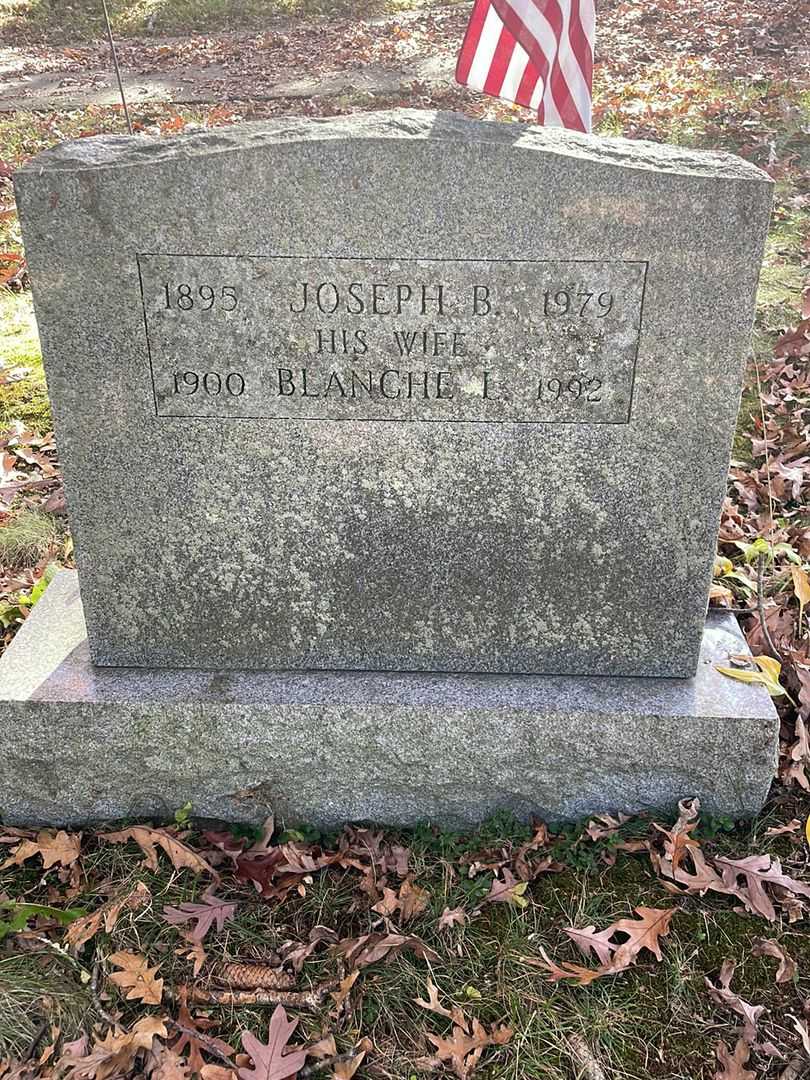 1895 JOSEPH B. 1979
HIS WIFE
1900 BLANCHE I. 1992